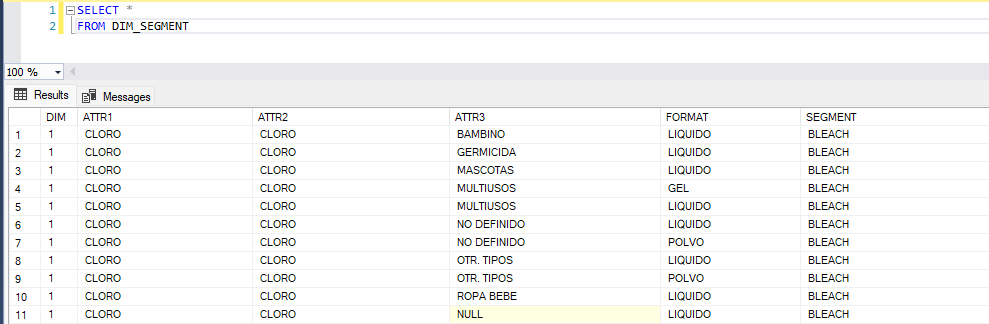 1 SELECT *
2 FROM DIM_SEGMENT
100 %
Results Messages
DIM ATTR1 ATTR2 ATTR3 FORMAT SEGMENT
1 1 CLORO CLORO BAMBINO LIQUIDO BLEACH
2 1 CLORO CLORO GERMICIDA LIQUIDO BLEACH
3 1 CLORO CLORO MASCOTAS LIQUIDO BLEACH
4 1 CLORO CLORO MULTIUSOS GEL BLEACH
5 1 CLORO CLORO MULTIUSOS LIQUIDO BLEACH
6 1 CLORO CLORO NO DEFINIDO LIQUIDO BLEACH
7 1 CLORO CLORO NO DEFINIDO POLVO BLEACH
8 1 CLORO CLORO OTR. TIPOS LIQUIDO BLEACH
9 1 CLORO CLORO OTR. TIPOS POLVO BLEACH
10 1 CLORO CLORO ROPA BEBE LIQUIDO BLEACH
11 1 CLORO CLORO NULL LIQUIDO BLEACH